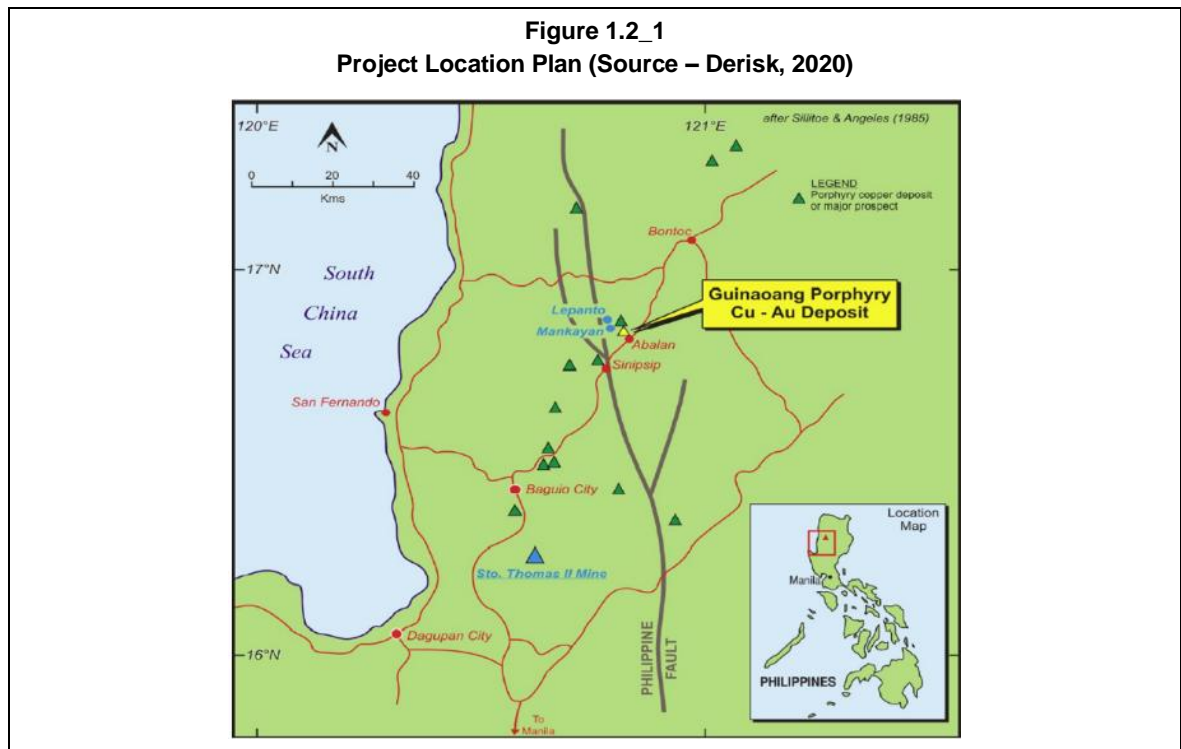 Figure 1.2_1
Project Location Plan (Source – Derisk, 2020)
120°E
121°E
after Sillitoe & Angeles (1985)
N
0 20 40
Kms
LEGEND
Porphyry copper deposit
or major prospect
Bontoc
17°N
South
China
Sea
Guinaoang Porphyry
Cu - Au Deposit
Lepanto
Mankayan
Abalan
Sinipsip
San Fernando
Baguio City
Location
Map
Sto. Thomas II Mine
Manila
Dagupan City
PHILIPPINE
FAULT
16°N
PHILIPPINES
To
Manila